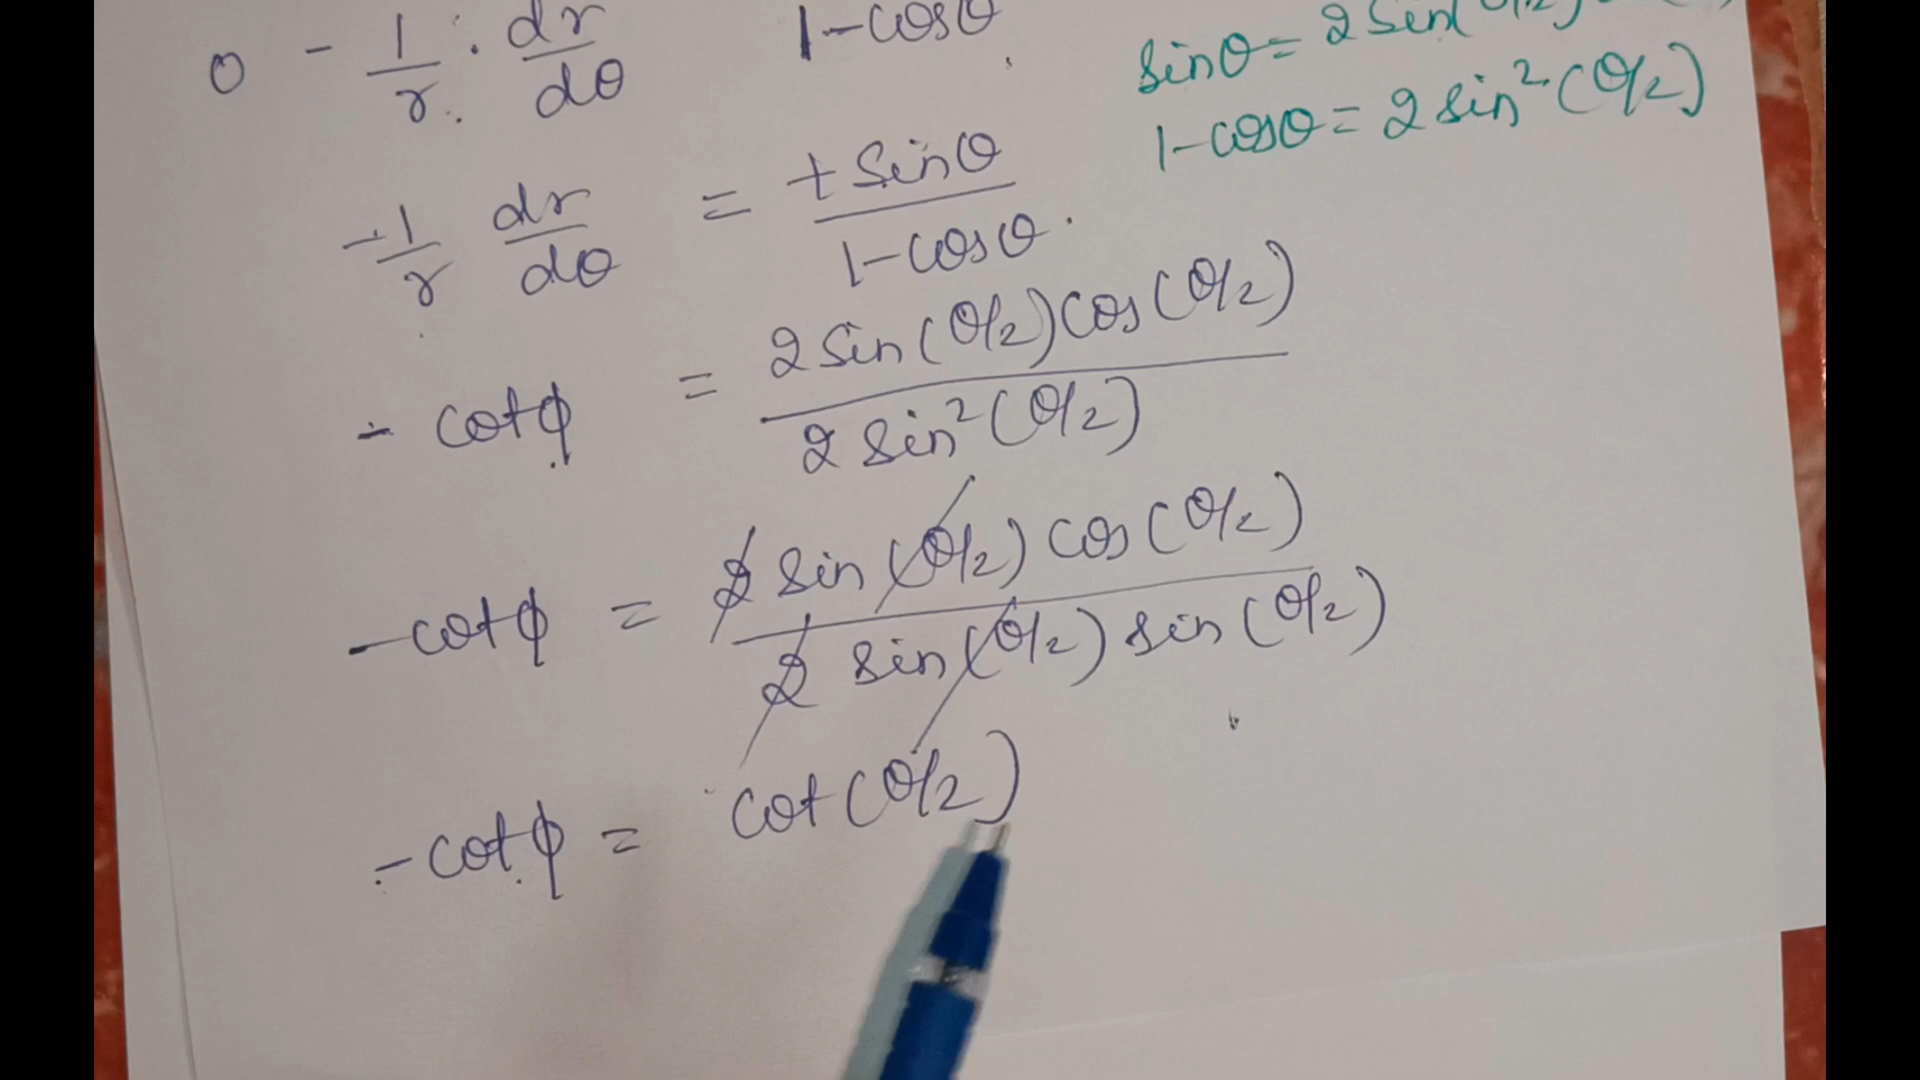 0 - 1/r . dr/dθ 1-cosθ
sinθ = 2 sin(
1-cosθ = 2 sin²(θ/2)
-1/r dr/dθ = +sinθ/1-cosθ.
- cotϕ = 2 sin(θ/2) cos(θ/2)/2 sin²(θ/2)
-cotϕ = 2 sin(θ/2) cos(θ/2)/2 sin(θ/2) sin(θ/2)
-cotϕ = cot(θ/2)